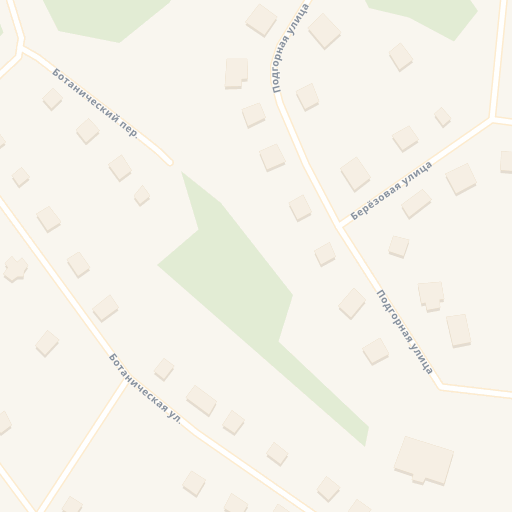 Подгорная улица
Ботанический пер.
Берёзовая улица
Подгорная улица
Ботаническая ул.